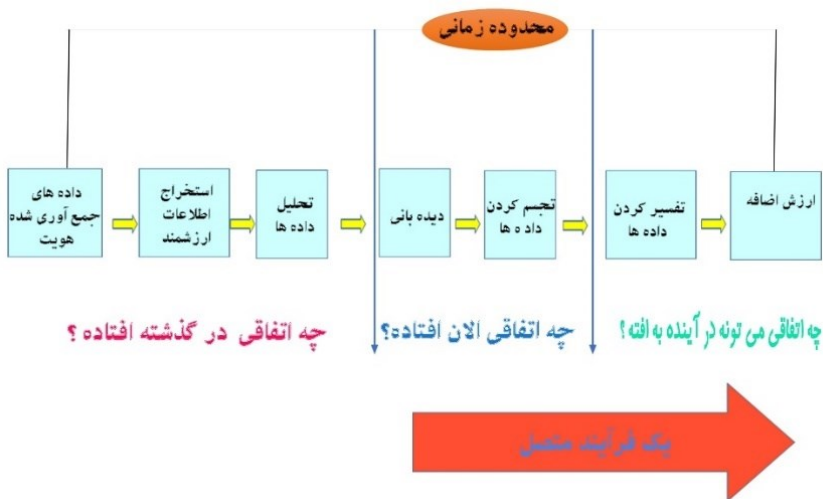 محدوده زمانی
داده های
جمع آوری شده
هویت
استخراج
اطلاعات
ارزشمند
تحلیل
داده ها
دیده بانی
تجسم کردن
داد ه ها
تفسیر کردن
داده ها
ارزش اضافه
چه اتفاقی در گذشته افتاده ؟
چه اتفاقی الان افتاده؟
چه اتفاقی می تونه در آینده به افته ؟
یک فرآیند متصل